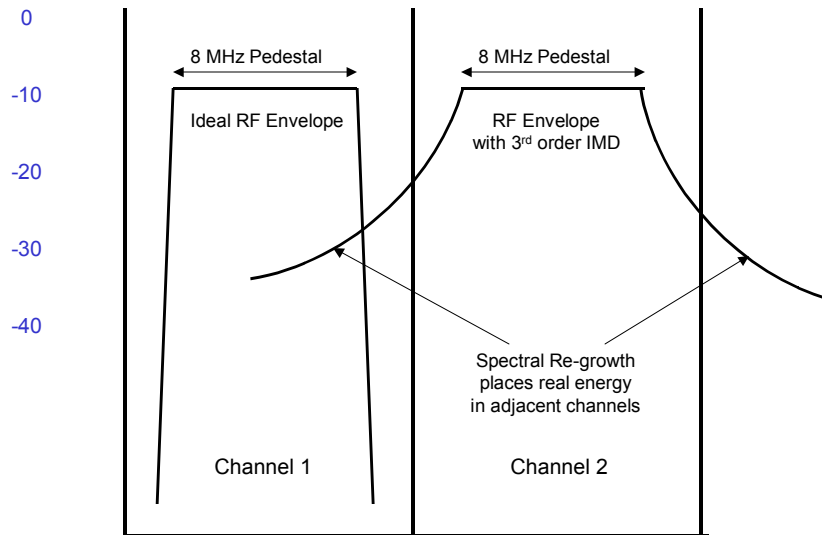 0
-10
-20
-30
-40
8 MHz Pedestal
Ideal RF Envelope
8 MHz Pedestal
RF Envelope
with 3rd order IMD
Spectral Re-growth
places real energy
in adjacent channels
Channel 1
Channel 2